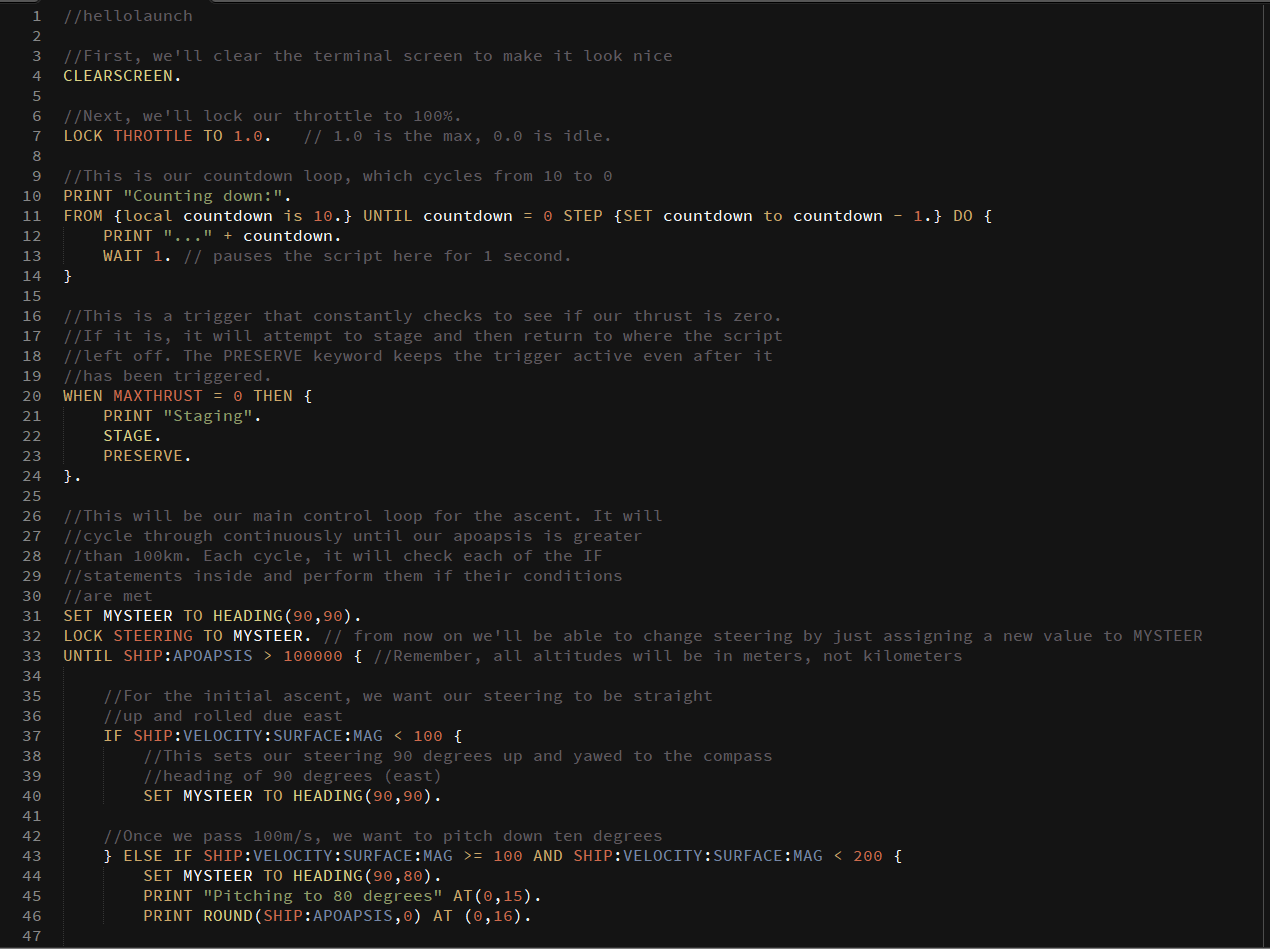 1 //hellolaunch
2
3 //First, we'll clear the terminal screen to make it look nice
4 CLEARSCREEN.
5
6 //Next, we'll lock our throttle to 100%.
7 LOCK THROTTLE TO 1.0.   // 1.0 is the max, 0.0 is idle.
8
9 //This is our countdown loop, which cycles from 10 to 0
10 PRINT "Counting down:".
11 FROM {local countdown is 10.} UNTIL countdown = 0 STEP {SET countdown to countdown - 1.} DO {
12     PRINT "..." + countdown.
13     WAIT 1. // pauses the script here for 1 second.
14 }
15
16 //This is a trigger that constantly checks to see if our thrust is zero.
17 //If it is, it will attempt to stage and then return to where the script
18 //left off. The PRESERVE keyword keeps the trigger active even after it
19 //has been triggered.
20 WHEN MAXTHRUST = 0 THEN {
21     PRINT "Staging".
22     STAGE.
23     PRESERVE.
24 }.
25
26 //This will be our main control loop for the ascent. It will
27 //cycle through continuously until our apoapsis is greater
28 //than 100km. Each cycle, it will check each of the IF
29 //statements inside and perform them if their conditions
30 //are met
31 SET MYSTEER TO HEADING(90,90).
32 LOCK STEERING TO MYSTEER. // from now on we'll be able to change steering by just assigning a new value to MYSTEER
33 UNTIL SHIP:APOAPSIS > 100000 { //Remember, all altitudes will be in meters, not kilometers
34
35     //For the initial ascent, we want our steering to be straight
36     //up and rolled due east
37     IF SHIP:VELOCITY:SURFACE:MAG < 100 {
38         //This sets our steering 90 degrees up and yawed to the compass
39         //heading of 90 degrees (east)
40         SET MYSTEER TO HEADING(90,90).
41
42     //Once we pass 100m/s, we want to pitch down ten degrees
43     } ELSE IF SHIP:VELOCITY:SURFACE:MAG >= 100 AND SHIP:VELOCITY:SURFACE:MAG < 200 {
44         SET MYSTEER TO HEADING(90,80).
45         PRINT "Pitching to 80 degrees" AT(0,15).
46         PRINT ROUND(SHIP:APOAPSIS,0) AT (0,16).
47